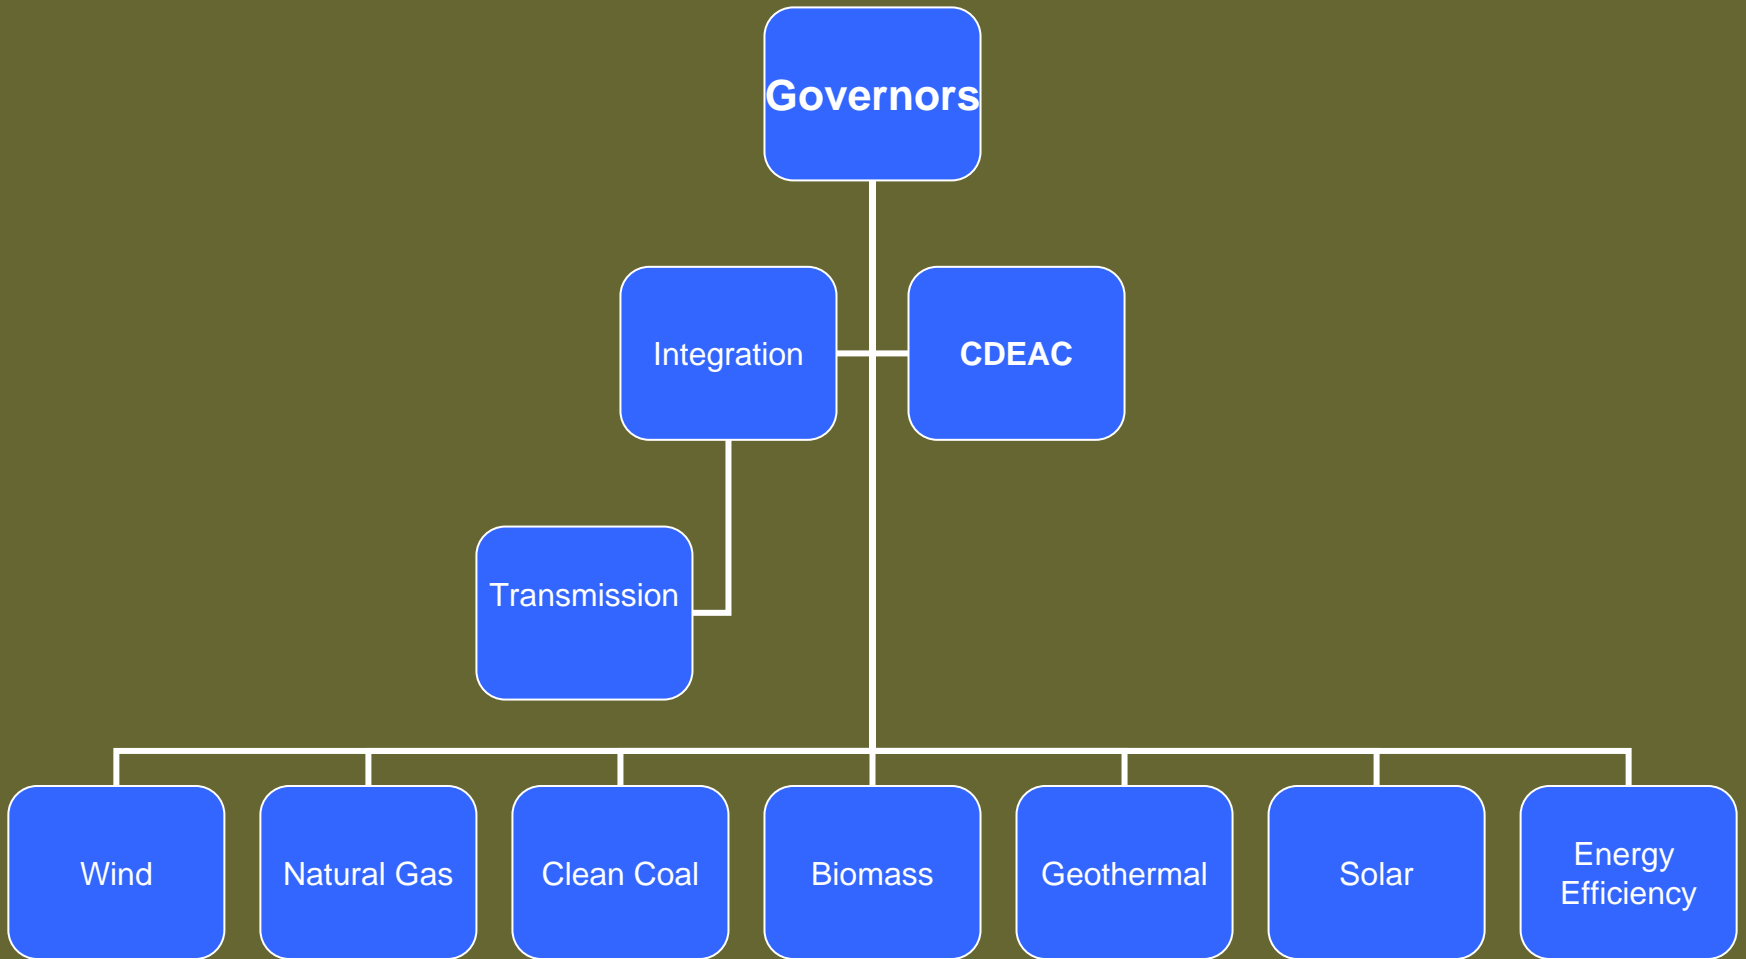 Governors
Integration
CDEAC
Transmission
Wind
Natural Gas
Clean Coal
Biomass
Geothermal
Solar
Energy
Efficiency